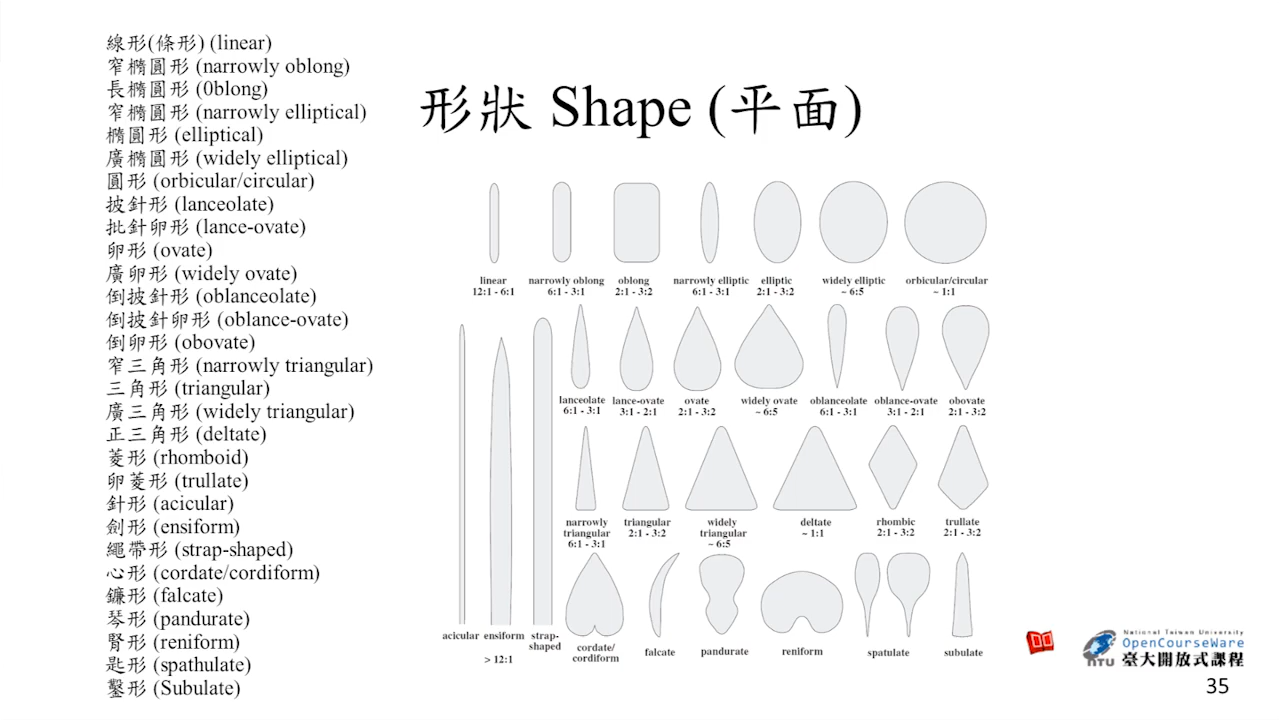 線形(條形) (linear)
窄橢圓形 (narrowly oblong)
長橢圓形 (0blong)
窄橢圓形 (narrowly elliptical)
橢圓形 (elliptical)
廣橢圓形 (widely elliptical)
圓形 (orbicular/circular)
披針形 (lanceolate)
批針卵形 (lance-ovate)
卵形 (ovate)
廣卵形 (widely ovate)
倒披針形 (oblanceolate)
倒披針卵形 (oblance-ovate)
倒卵形 (obovate)
窄三角形 (narrowly triangular)
三角形 (triangular)
廣三角形 (widely triangular)
正三角形 (deltate)
菱形 (rhomboid)
卵菱形 (trullate)
針形 (acicular)
劍形 (ensiform)
繩帶形 (strap-shaped)
心形 (cordate/cordiform)
鐮形 (falcate)
琴形 (pandurate)
腎形 (reniform)
匙形 (spathulate)
鑿形 (Subulate)
形狀 Shape (平面)
linear narrowly oblong oblong narrowly elliptic elliptic widely elliptic orbicular/circular
12:1 - 6:1 6:1 - 3:1 2:1 - 3:2 6:1 - 3:1 2:1 - 3:2 ~ 6:5 ~ 1:1
lanceolate lance-ovate ovate widely ovate oblanceolate oblance-ovate obovate
6:1 - 3:1 3:1 - 2:1 2:1 - 3:2 ~ 6:5 6:1 - 3:1 3:1 - 2:1 2:1 - 3:2
narrowly triangular widely deltate rhombic trullate
triangular 2:1 - 3:2 triangular ~ 1:1 2:1 - 3:2 2:1 - 3:2
6:1 - 3:1 ~ 6:5
acicular ensiform strap-
shaped
> 12:1
cordate/
cordiform
falcate pandurate reniform spatulate subulate
National Taiwan University
OpenCourseWare
NTU 臺大開放式課程
35